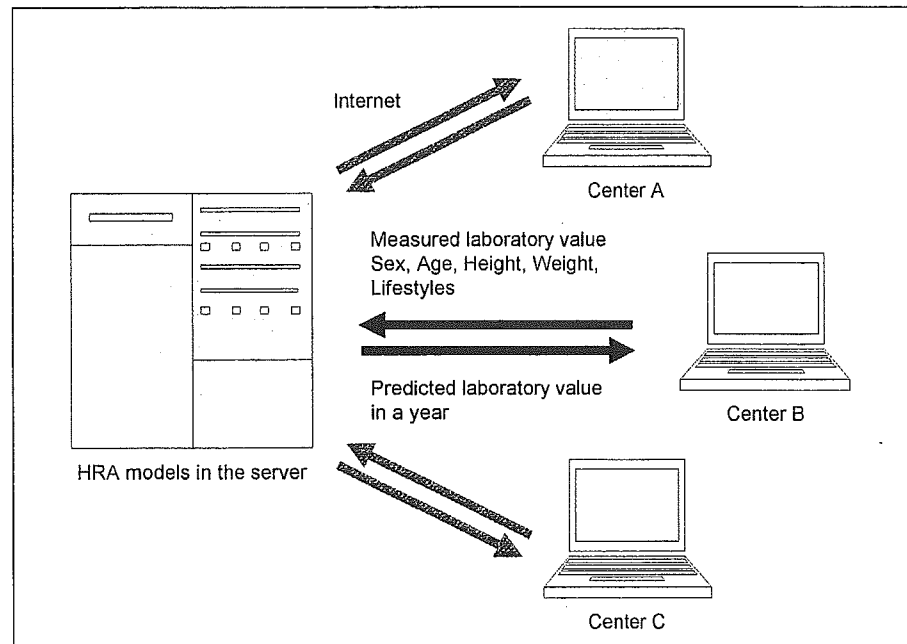 Internet
Center A
Measured laboratory value
Sex, Age, Height, Weight,
Lifestyles
Predicted laboratory value
in a year
Center B
HRA models in the server
Center C